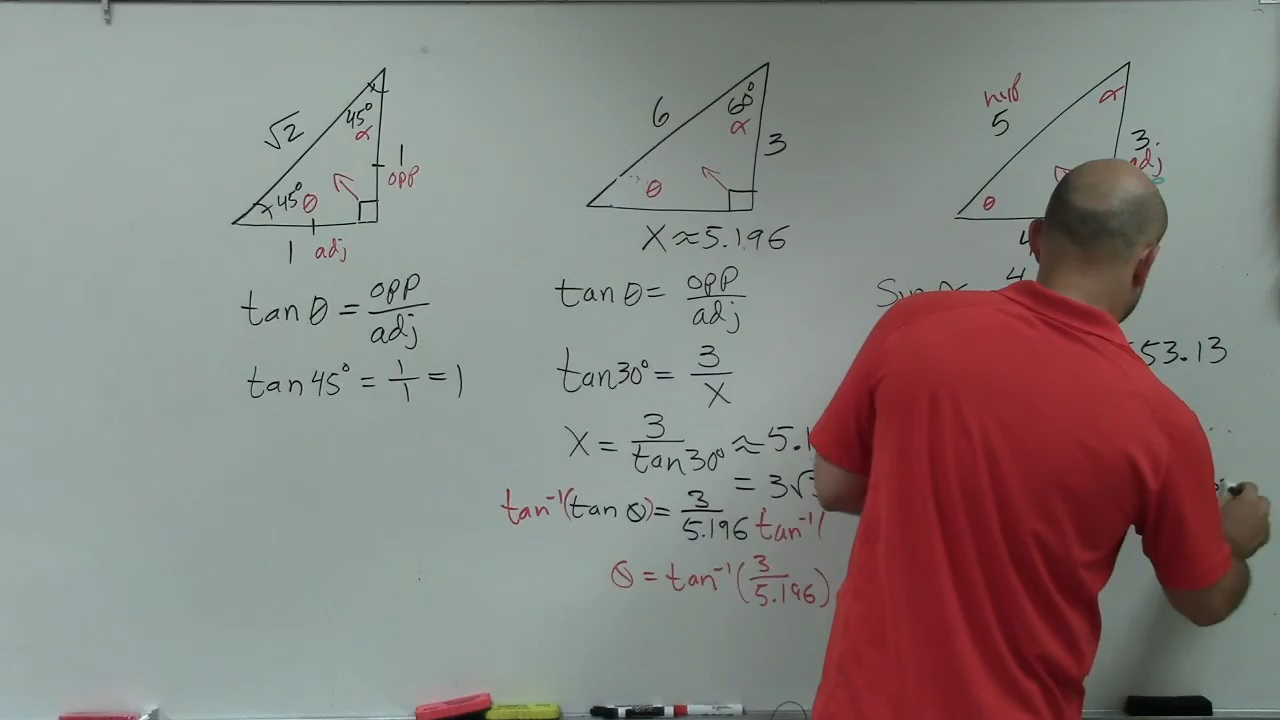 √2
45°
α
1
opp
45°
θ
1 adj
tan θ = opp/adj
tan 45° = 1/1 = 1
6
60°
α
3
θ
X ≈ 5.196
tan θ = opp/adj
tan 30° = 3/X
X = 3/tan 30° ≈ 5.1
= 3√3
tan⁻¹(tan θ) = 3/5.196 tan⁻¹(
θ = tan⁻¹(3/5.196)
hyp
5
α
3
adj
θ
4
4
53.13